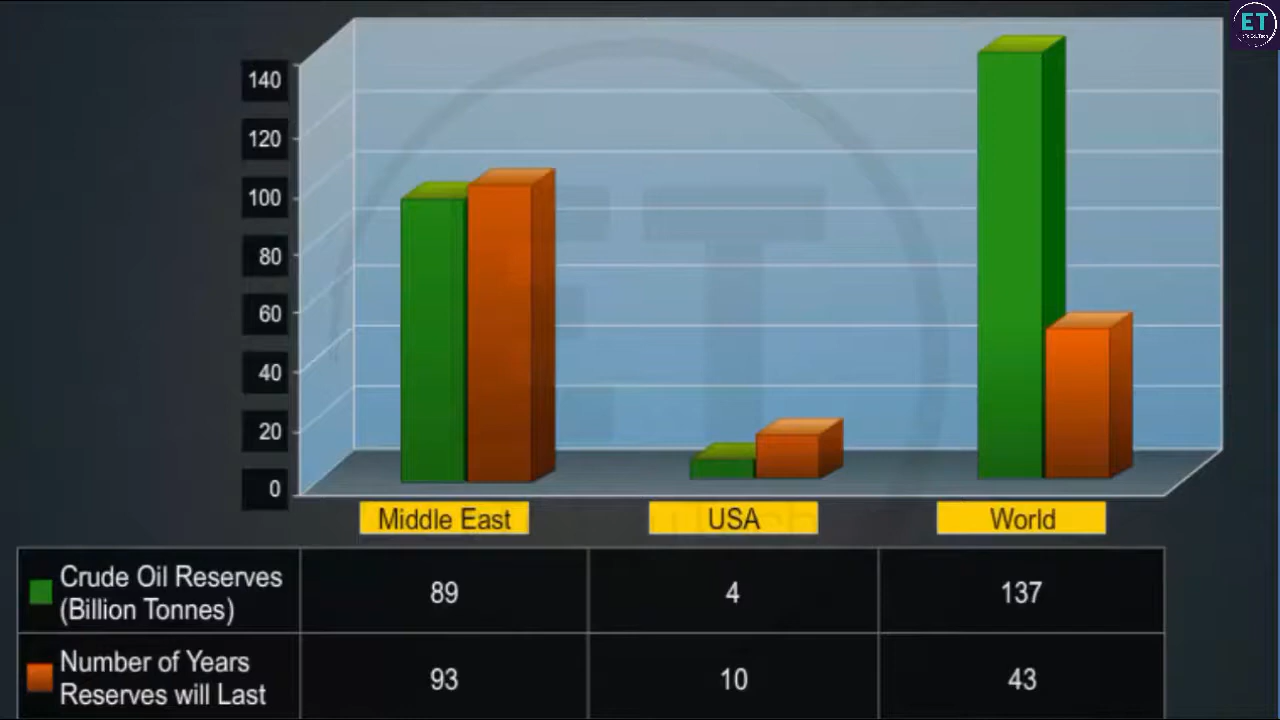 ET
140
120
100
80
60
40
20
0
Middle East USA World
Crude Oil Reserves
(Billion Tonnes) 89 4 137
Number of Years
Reserves will Last 93 10 43